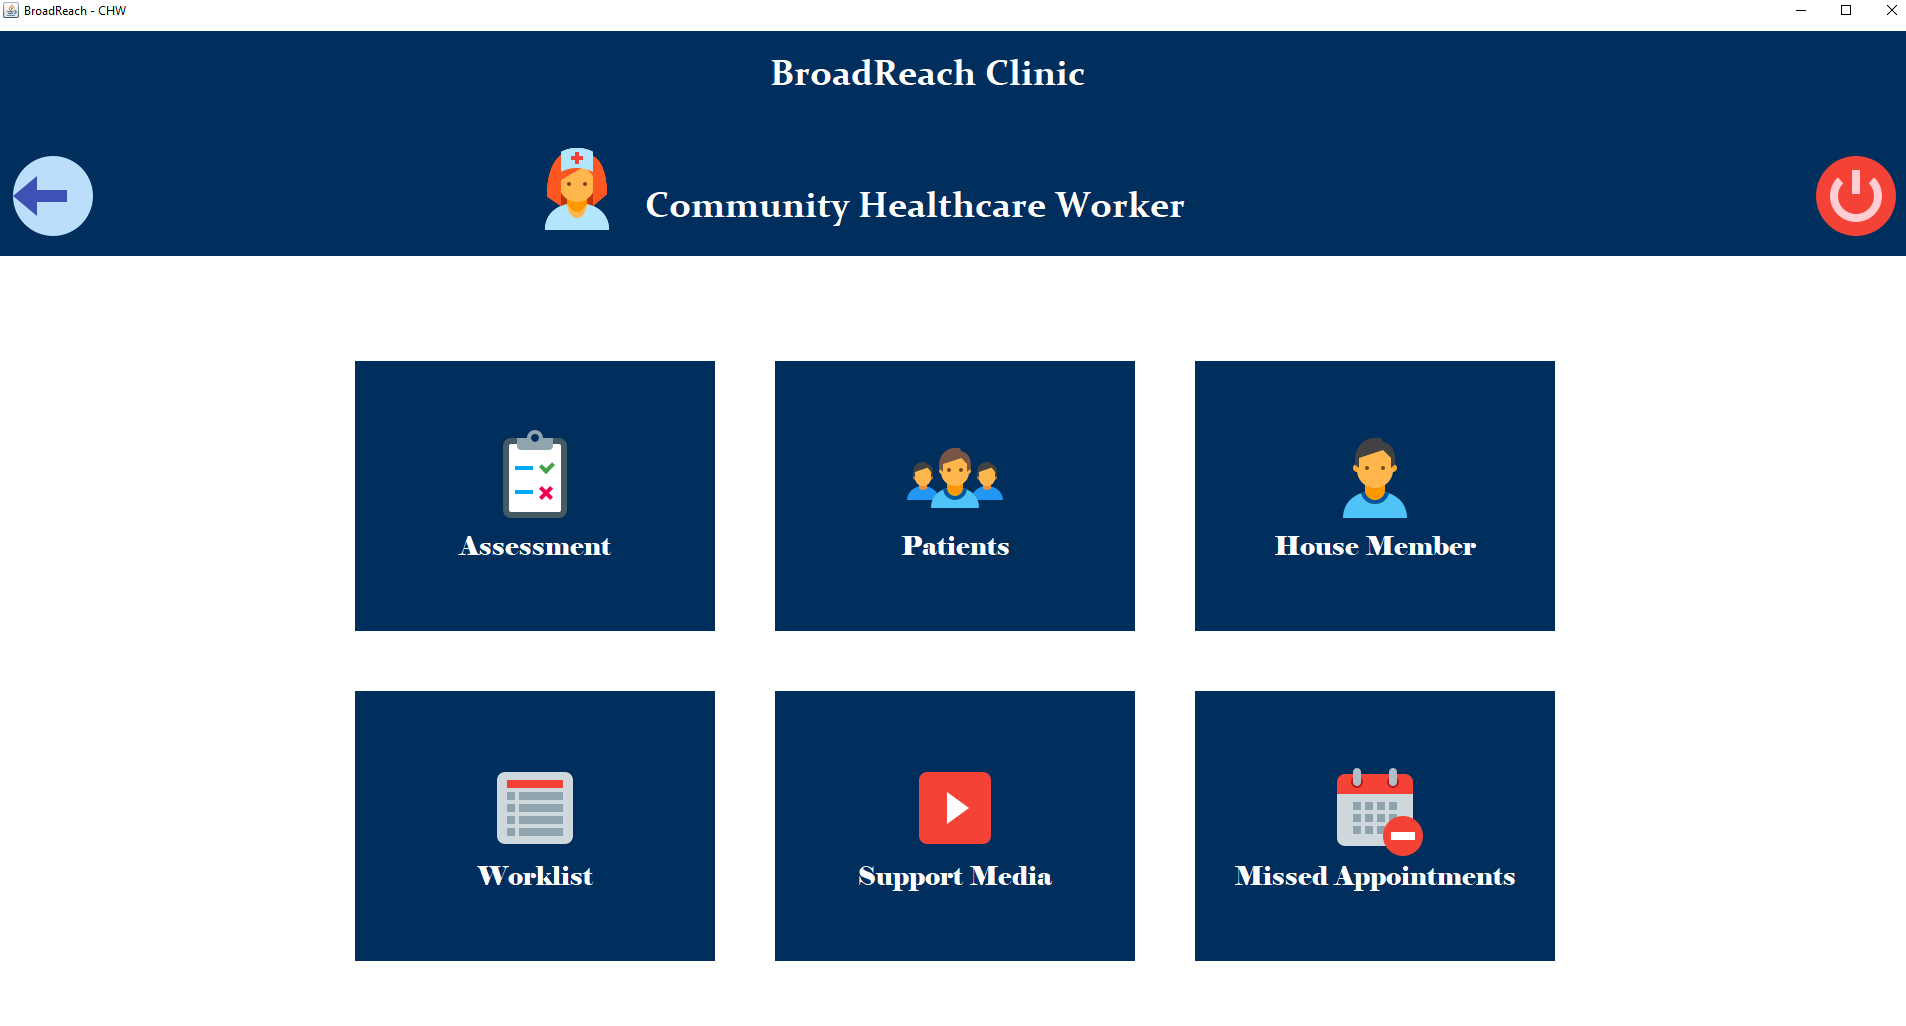 BroadReach - CHW
BroadReach Clinic
Community Healthcare Worker
Assessment
Patients
House Member
Worklist
Support Media
Missed Appointments